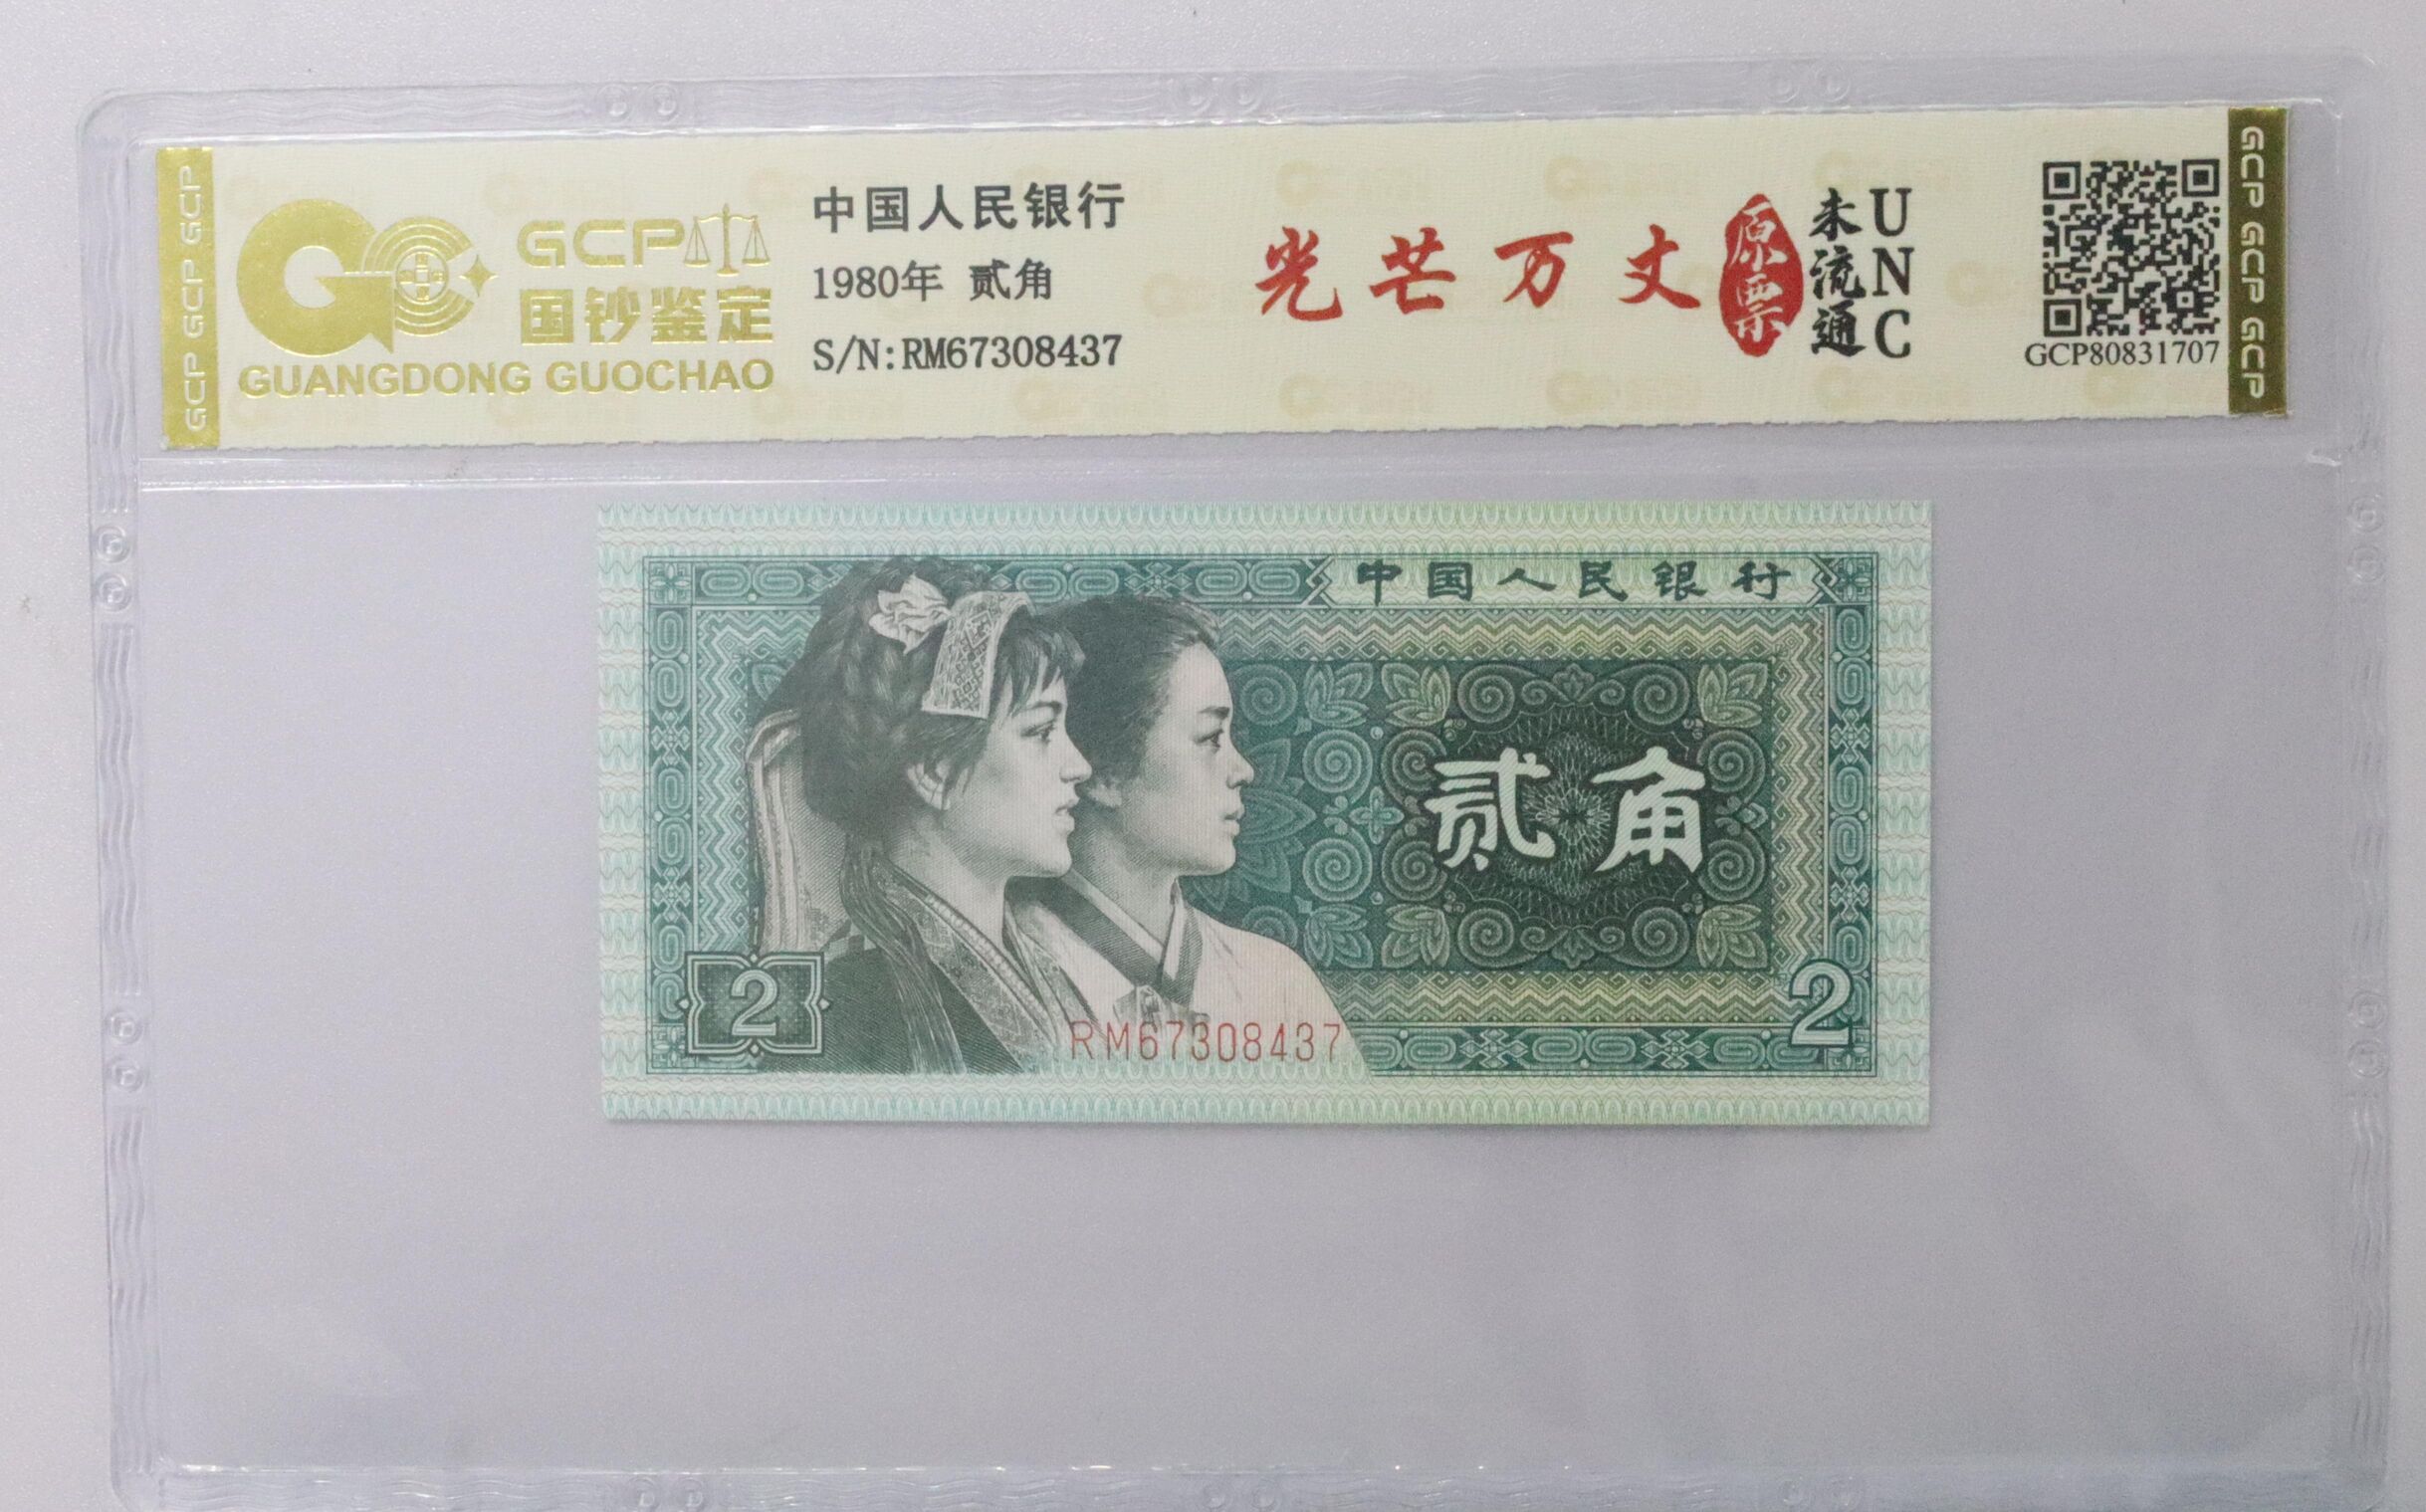 GCP GCP GCP
GCP
国钞鉴定
GUANGDONG GUOCHAO
中国人民银行
1980年 贰角
S/N:RM67308437
光芒万丈
原票
未流通
UNC
GCP80831707
GCP GCP GCP
中国人民银行
贰角
2
2
RM67308437